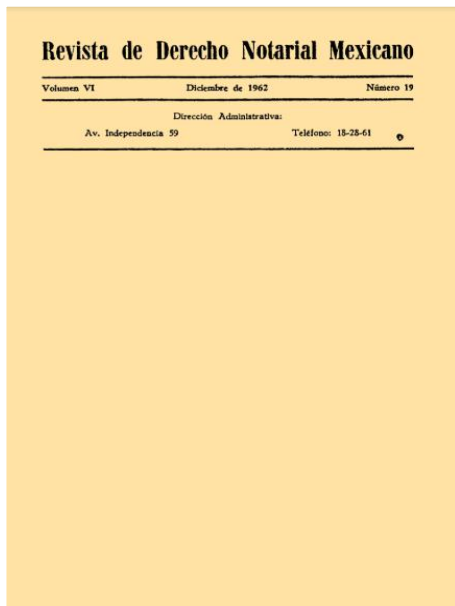 Revista de Derecho Notarial Mexicano
Volumen VI Diciembre de 1962 Número 19
Dirección Administrativa:
Av. Independencia 59 Teléfono: 18-28-61